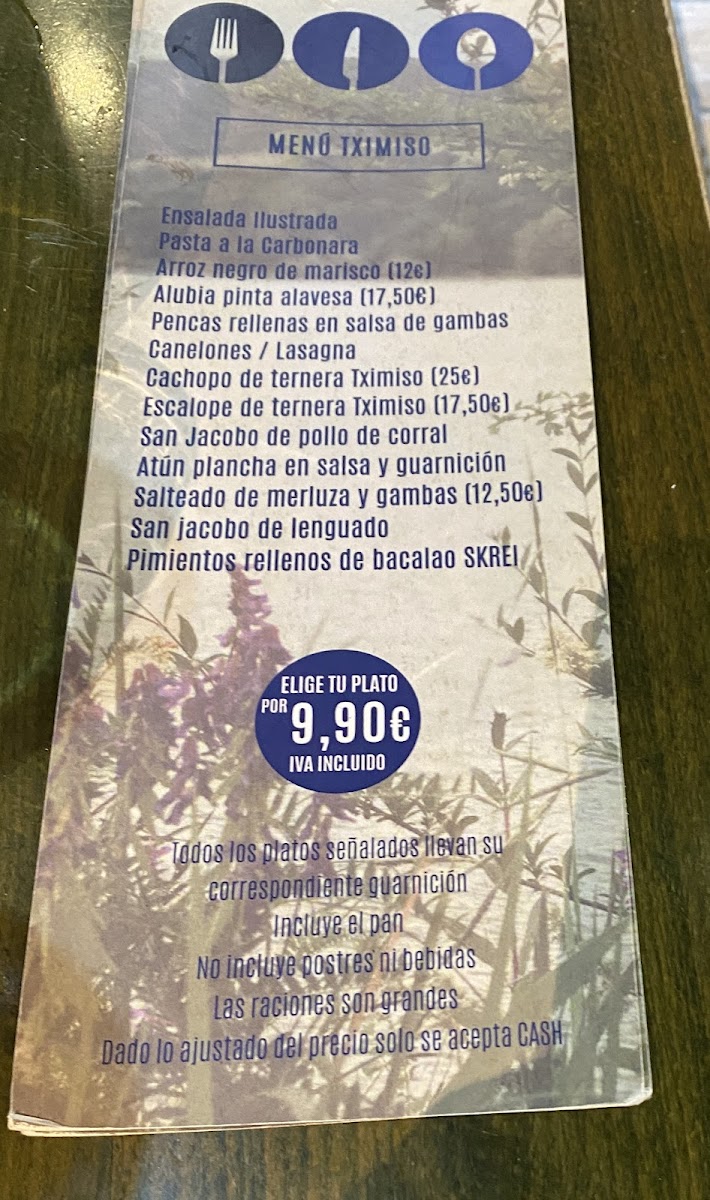 MENÚ TXIMISO
Ensalada Ilustrada
Pasta a la Carbonara
Arroz negro de marisco (12€)
Alubia pinta alavesa (17,50€)
Pencas rellenas en salsa de gambas
Canelones / Lasagna
Cachopo de ternera Tximiso (25€)
Escalope de ternera Tximiso (17,50€)
San Jacobo de pollo de corral
Atún plancha en salsa y guarnición
Salteado de merluza y gambas (12,50€)
San jacobo de lenguado
Pimientos rellenos de bacalao SKREI
ELIGE TU PLATO
POR 9,90€
IVA INCLUIDO
Todos los platos señalados llevan su
correspondiente guarnición
Incluye el pan
No incluye postres ni bebidas
Las raciones son grandes
Dado lo ajustado del precio solo se acepta CASH